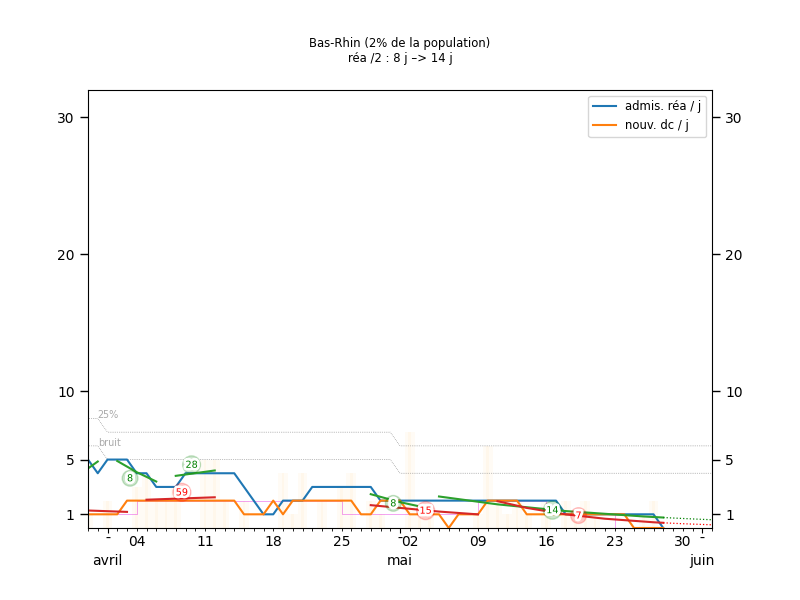 Bas-Rhin (2% de la population)
réa /2 : 8 j –> 14 j
admis. réa / j
nouv. dc / j
30
30
20
20
10
10
25%
bruit
5
5
28
8
59
8
15
14
7
1
1
- 04 11 18 25 -02 09 16 23 30 -
avril mai juin